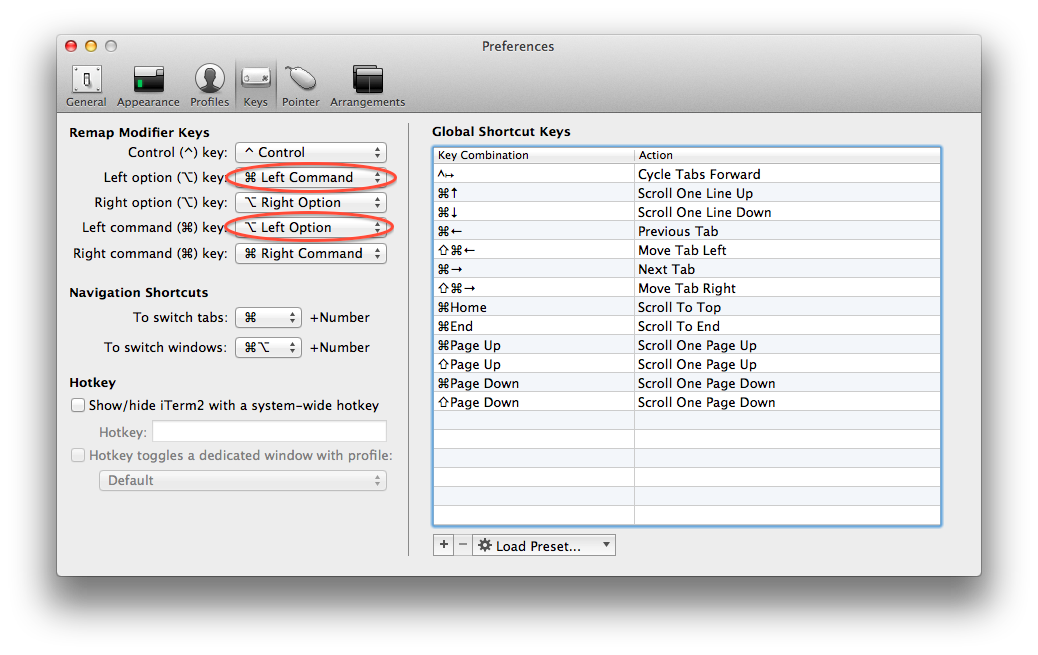 Preferences
General Appearance Profiles Keys Pointer Arrangements
Remap Modifier Keys
Control (^) key: ^ Control
Left option (⌥) key: ⌘ Left Command
Right option (⌥) key: ⌥ Right Option
Left command (⌘) key: ⌥ Left Option
Right command (⌘) key: ⌘ Right Command
Navigation Shortcuts
To switch tabs: ⌘ +Number
To switch windows: ⌘⌥ +Number
Hotkey
Show/hide iTerm2 with a system-wide hotkey
Hotkey:
Hotkey toggles a dedicated window with profile:
Default
Global Shortcut Keys
Key Combination Action
^↦ Cycle Tabs Forward
⌘↑ Scroll One Line Up
⌘↓ Scroll One Line Down
⌘← Previous Tab
⇧⌘← Move Tab Left
⌘→ Next Tab
⇧⌘→ Move Tab Right
⌘Home Scroll To Top
⌘End Scroll To End
⌘Page Up Scroll One Page Up
⇧Page Up Scroll One Page Up
⌘Page Down Scroll One Page Down
⇧Page Down Scroll One Page Down
+ − Load Preset...